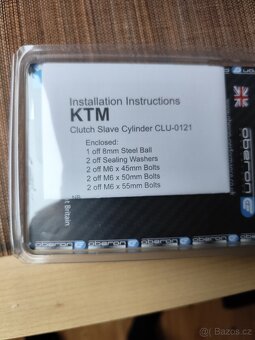 Installation Instructions
KTM
Clutch Slave Cylinder CLU-0121
Enclosed:
1 off 8mm Steel Ball
2 off Sealing Washers
2 off M6 x 45mm Bolts
2 off M6 x 50mm Bolts
2 off M6 x 55mm Bolts
oberon
Britain
oberon
oberon
oberon
Bazos.cz